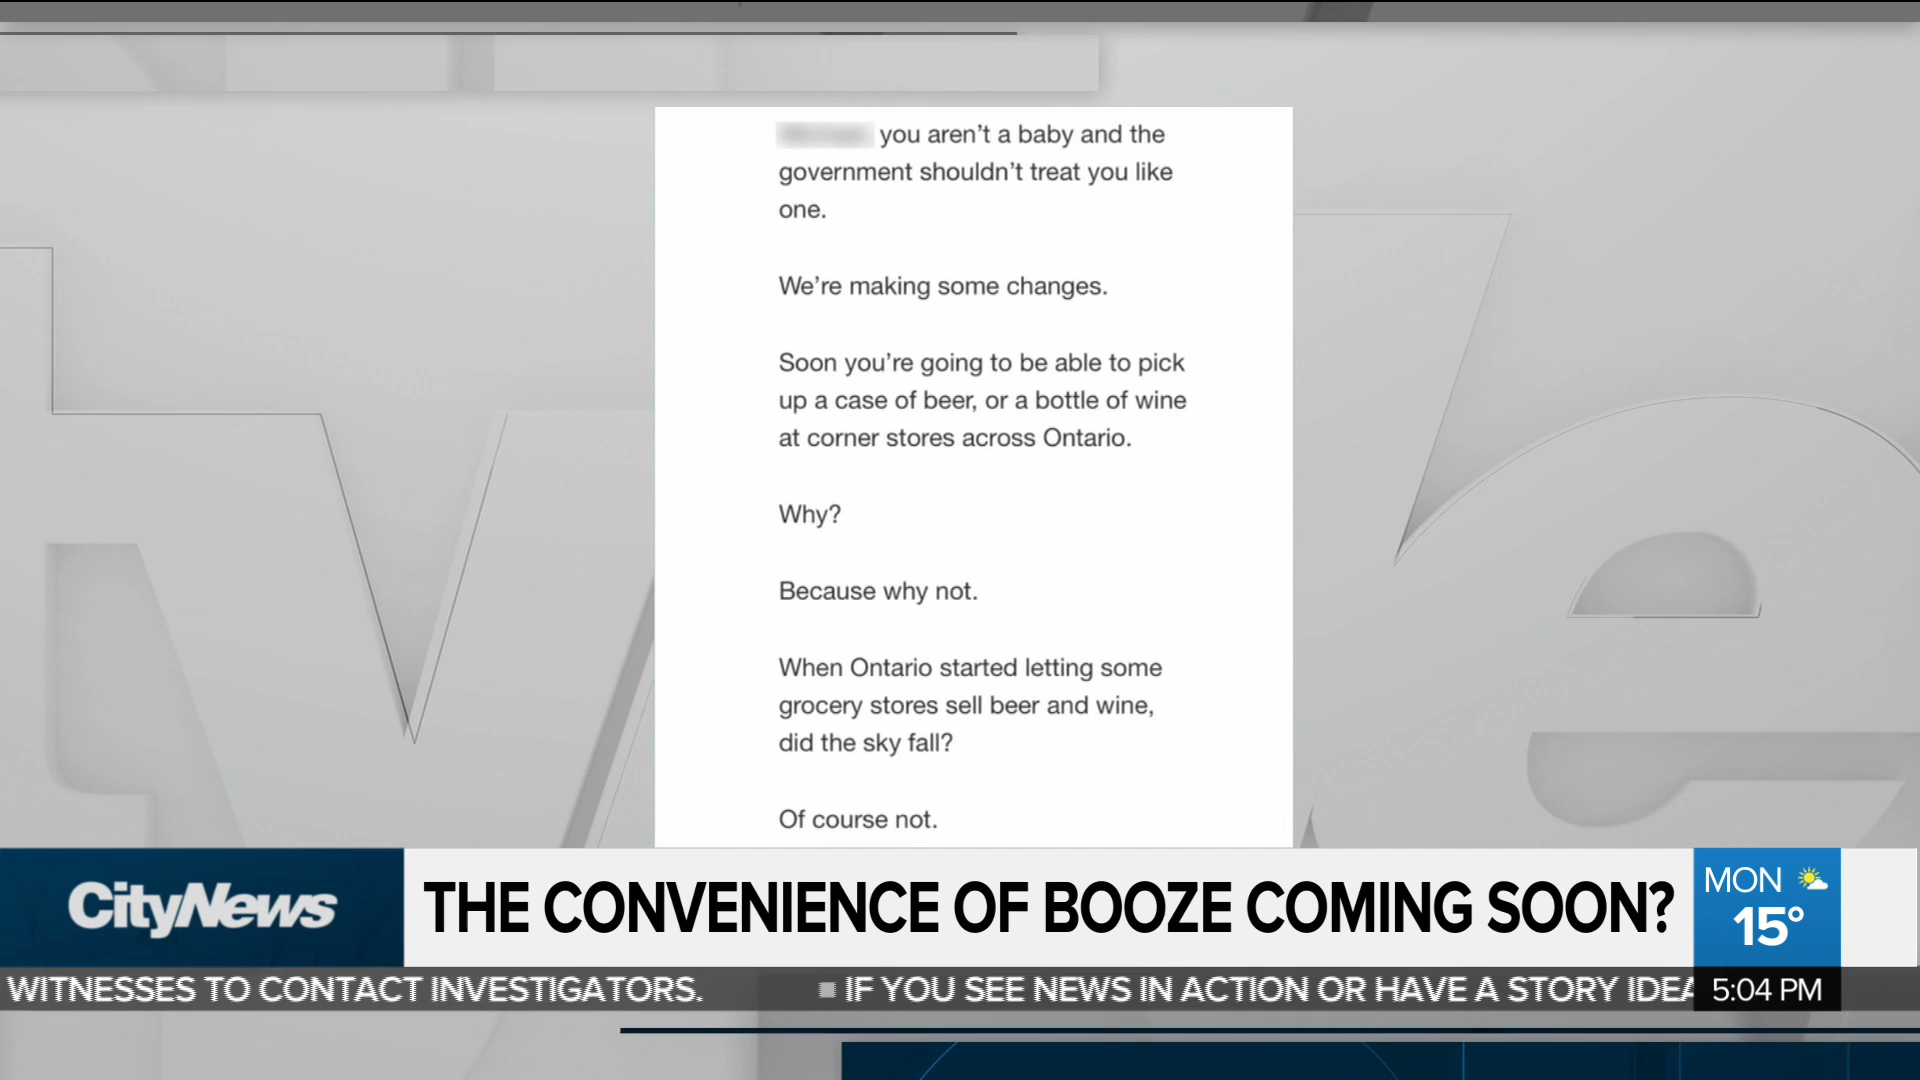 you aren't a baby and the
government shouldn't treat you like
one.
We're making some changes.
Soon you're going to be able to pick
up a case of beer, or a bottle of wine
at corner stores across Ontario.
Why?
Because why not.
When Ontario started letting some
grocery stores sell beer and wine,
did the sky fall?
Of course not.
CityNews
THE CONVENIENCE OF BOOZE COMING SOON?
MON
15°
WITNESSES TO CONTACT INVESTIGATORS. ■ IF YOU SEE NEWS IN ACTION OR HAVE A STORY IDEA
5:04 PM